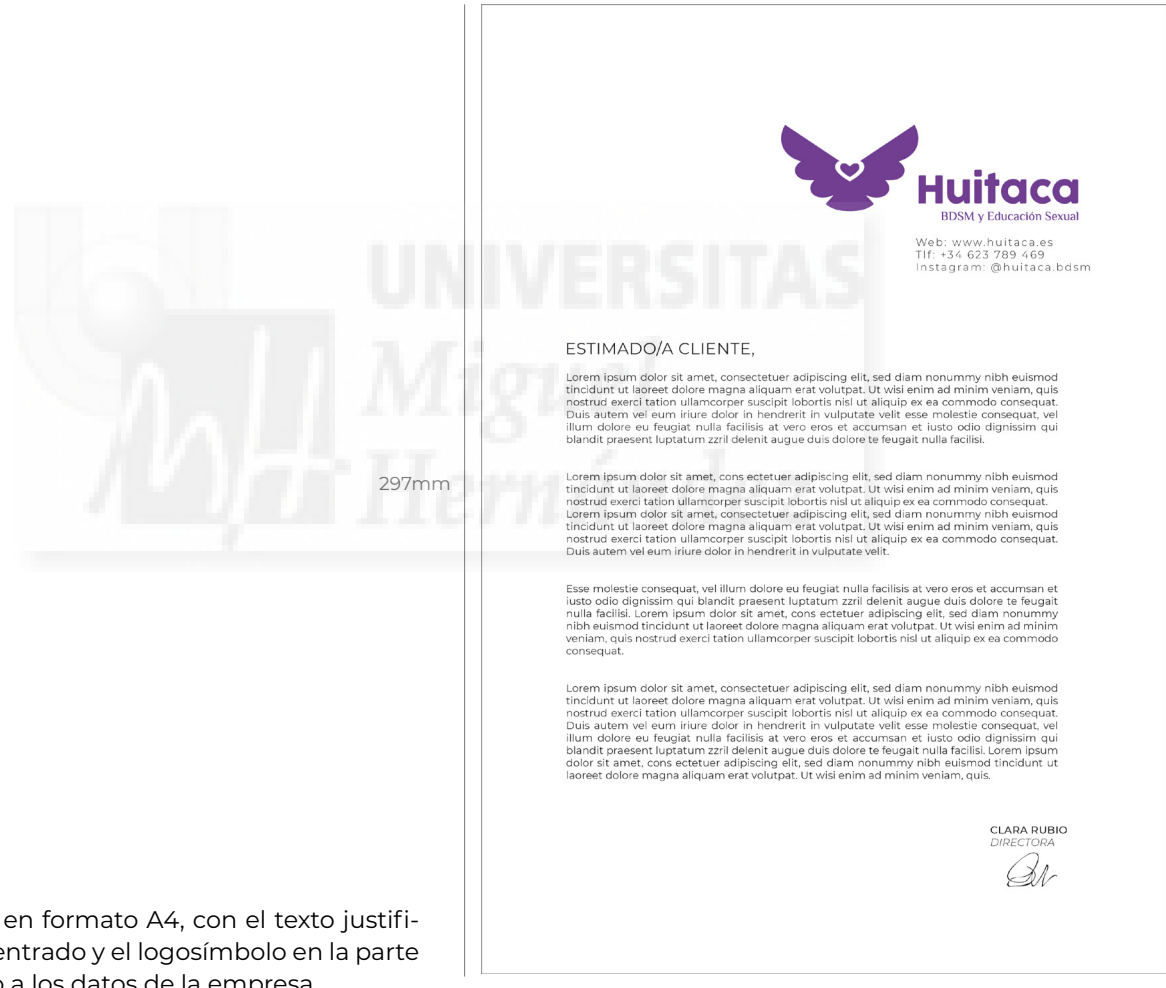 Huitaca
BDSM y Educación Sexual
Web: www.huitaca.es
Tlf: +34 623 789 469
Instagram: @huitaca.bdsm
UNIVERSITAS
Miguel
Hernández
297mm
ESTIMADO/A CLIENTE,
Lorem ipsum dolor sit amet, consectetuer adipiscing elit, sed diam nonummy nibh euismod
tincidunt ut laoreet dolore magna aliquam erat volutpat. Ut wisi enim ad minim veniam, quis
nostrud exerci tation ullamcorper suscipit lobortis nisl ut aliquip ex ea commodo consequat.
Duis autem vel eum iriure dolor in hendrerit in vulputate velit esse molestie consequat, vel
illum dolore eu feugiat nulla facilisis at vero eros et accumsan et iusto odio dignissim qui
blandit praesent luptatum zzril delenit augue duis dolore te feugait nulla facilisi.
Lorem ipsum dolor sit amet, cons ectetuer adipiscing elit, sed diam nonummy nibh euismod
tincidunt ut laoreet dolore magna aliquam erat volutpat. Ut wisi enim ad minim veniam, quis
nostrud exerci tation ullamcorper suscipit lobortis nisl ut aliquip ex ea commodo consequat.
Lorem ipsum dolor sit amet, consectetuer adipiscing elit, sed diam nonummy nibh euismod
tincidunt ut laoreet dolore magna aliquam erat volutpat. Ut wisi enim ad minim veniam, quis
nostrud exerci tation ullamcorper suscipit lobortis nisl ut aliquip ex ea commodo consequat.
Duis autem vel eum iriure dolor in hendrerit in vulputate velit.
Esse molestie consequat, vel illum dolore eu feugiat nulla facilisis at vero eros et accumsan et
iusto odio dignissim qui blandit praesent luptatum zzril delenit augue duis dolore te feugait
nulla facilisi. Lorem ipsum dolor sit amet, cons ectetuer adipiscing elit, sed diam nonummy
nibh euismod tincidunt ut laoreet dolore magna aliquam erat volutpat. Ut wisi enim ad minim
veniam, quis nostrud exerci tation ullamcorper suscipit lobortis nisl ut aliquip ex ea commodo
consequat.
Lorem ipsum dolor sit amet, consectetuer adipiscing elit, sed diam nonummy nibh euismod
tincidunt ut laoreet dolore magna aliquam erat volutpat. Ut wisi enim ad minim veniam, quis
nostrud exerci tation ullamcorper suscipit lobortis nisl ut aliquip ex ea commodo consequat.
Duis autem vel eum iriure dolor in hendrerit in vulputate velit esse molestie consequat, vel
illum dolore eu feugiat nulla facilisis at vero eros et accumsan et iusto odio dignissim qui
blandit praesent luptatum zzril delenit augue duis dolore te feugait nulla facilisi. Lorem ipsum
dolor sit amet, cons ectetuer adipiscing elit, sed diam nonummy nibh euismod tincidunt ut
laoreet dolore magna aliquam erat volutpat. Ut wisi enim ad minim veniam, quis.
CLARA RUBIO
DIRECTORA
en formato A4, con el texto justifi-
entrado y el logosímbolo en la parte
o a los datos de la empresa